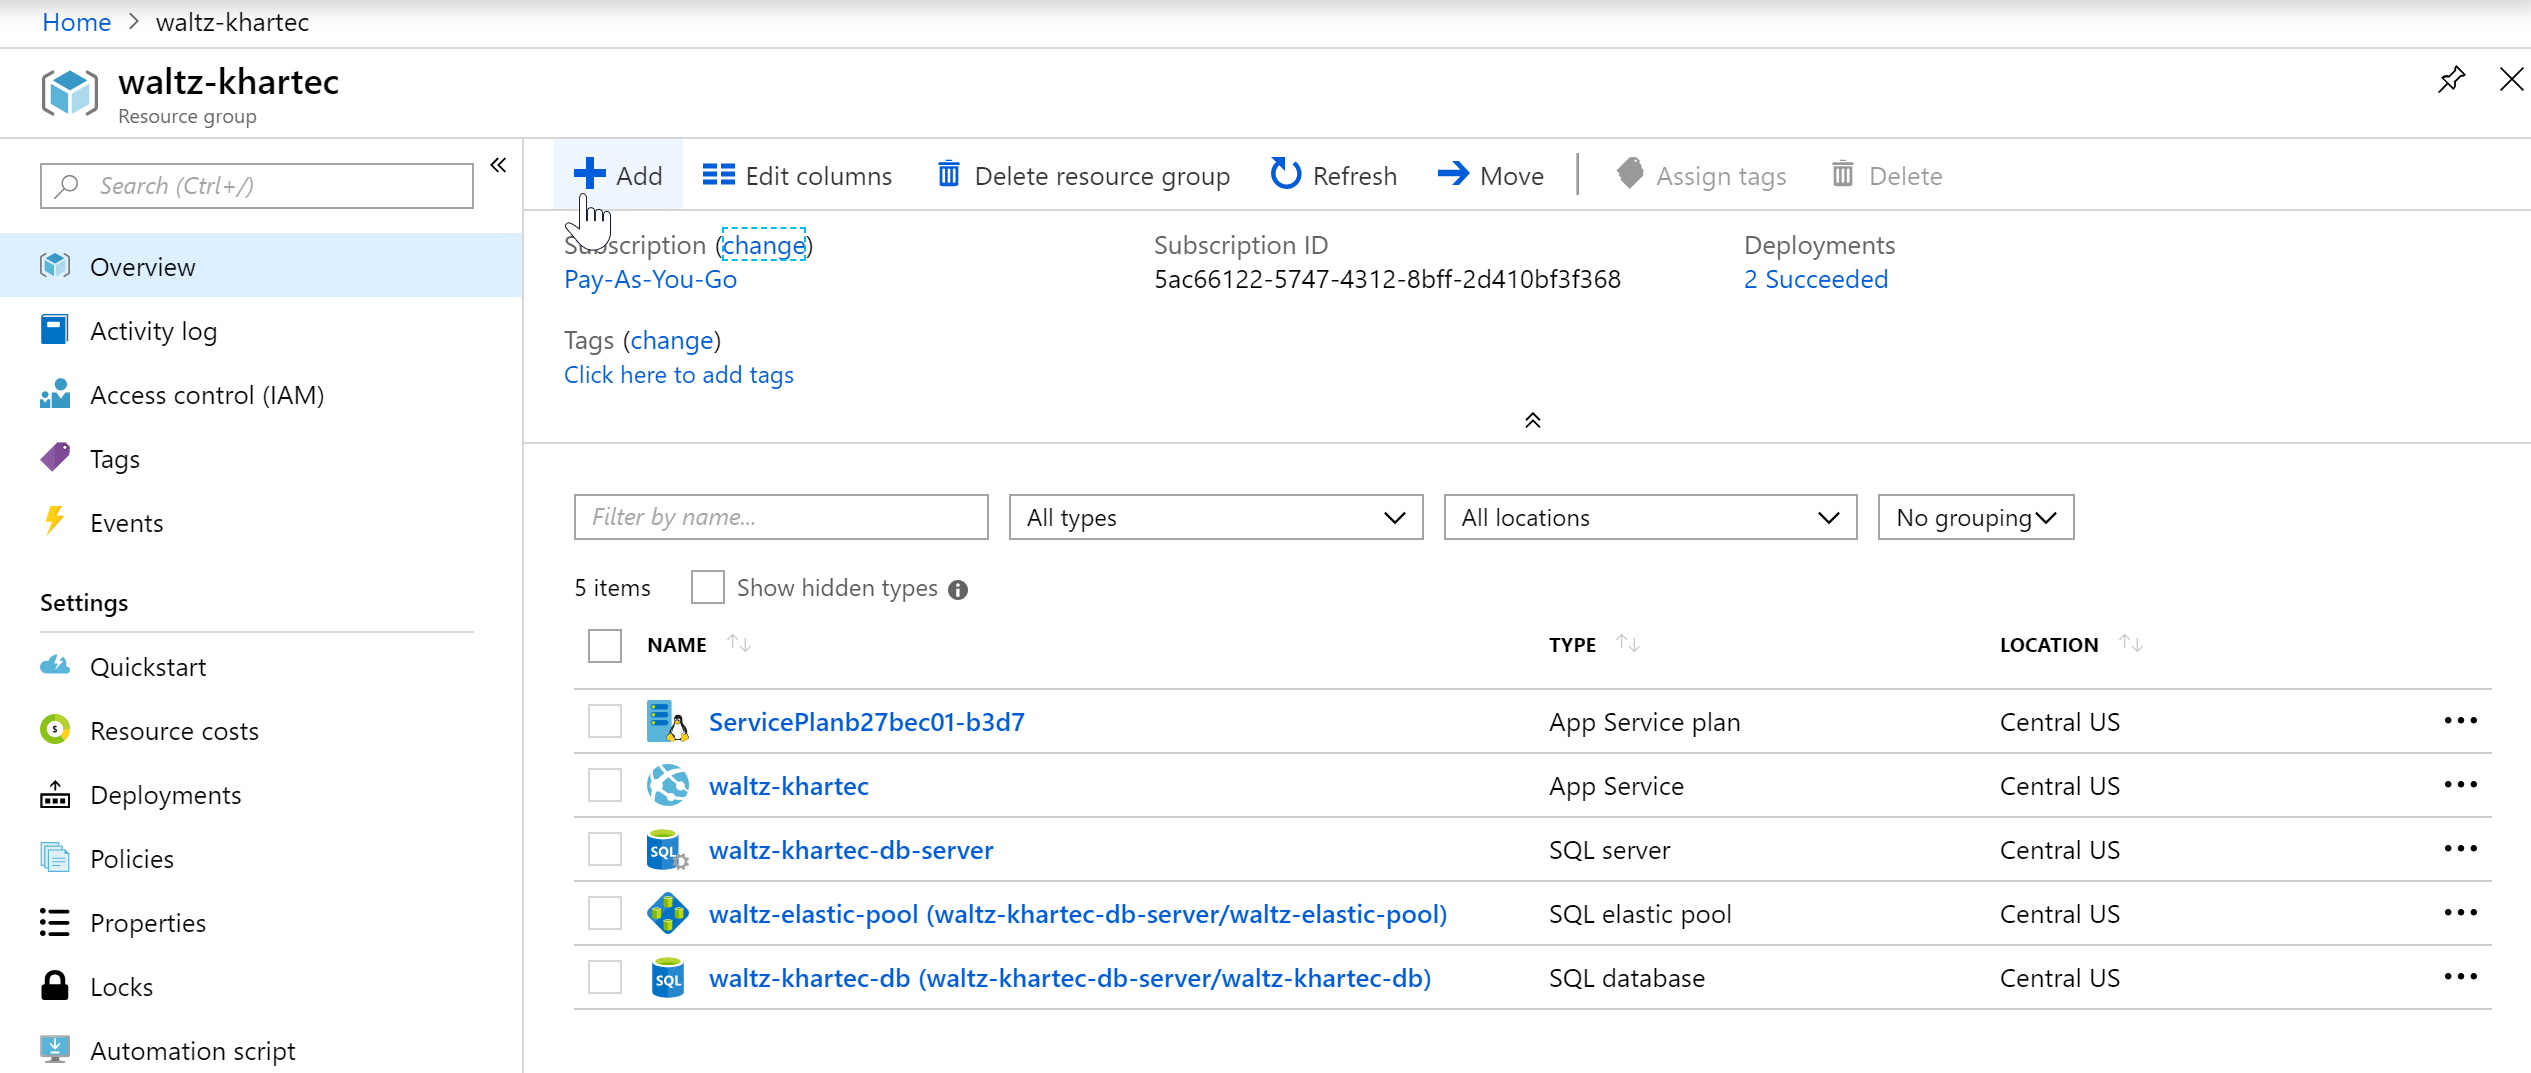 Home > waltz-khartec
waltz-khartec
Resource group
Search (Ctrl+/)
Overview
Activity log
Access control (IAM)
Tags
Events
Settings
Quickstart
Resource costs
Deployments
Policies
Properties
Locks
Automation script
Add Edit columns Delete resource group Refresh Move Assign tags Delete
Subscription (change)
Pay-As-You-Go
Subscription ID
5ac66122-5747-4312-8bff-2d410bf3f368
Deployments
2 Succeeded
Tags (change)
Click here to add tags
Filter by name... All types All locations No grouping
5 items Show hidden types
NAME TYPE LOCATION
ServicePlanb27bec01-b3d7 App Service plan Central US
waltz-khartec App Service Central US
SQL waltz-khartec-db-server SQL server Central US
waltz-elastic-pool (waltz-khartec-db-server/waltz-elastic-pool) SQL elastic pool Central US
SQL waltz-khartec-db (waltz-khartec-db-server/waltz-khartec-db) SQL database Central US